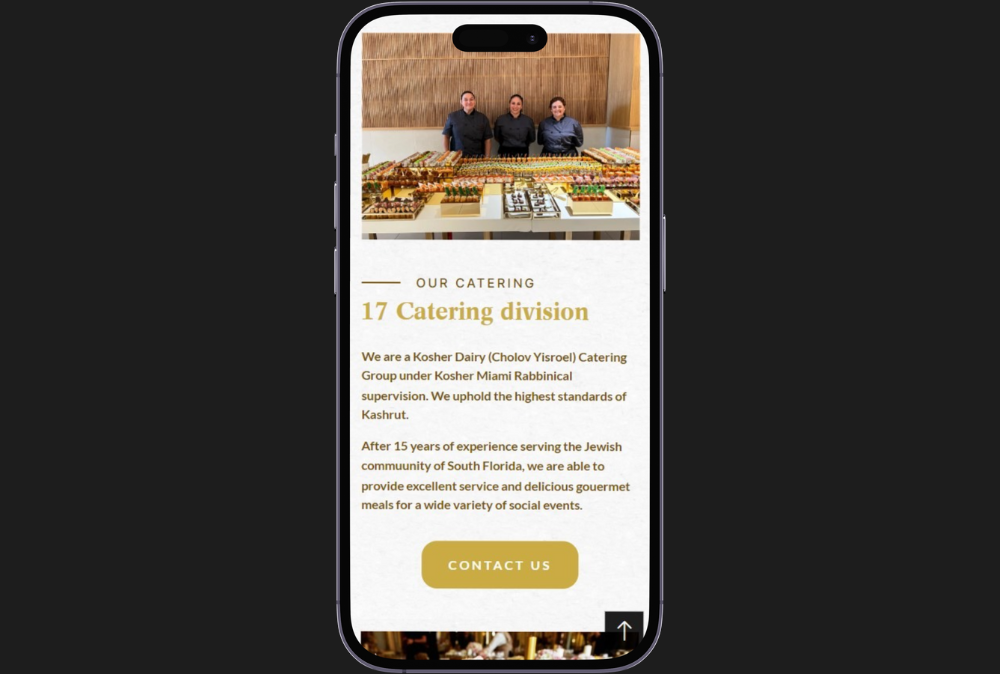 OUR CATERING
17 Catering division
We are a Kosher Dairy (Cholov Yisroel) Catering
Group under Kosher Miami Rabbinical
supervision. We uphold the highest standards of
Kashrut.
After 15 years of experience serving the Jewish
commuunity of South Florida, we are able to
provide excellent service and delicious gouermet
meals for a wide variety of social events.
CONTACT US